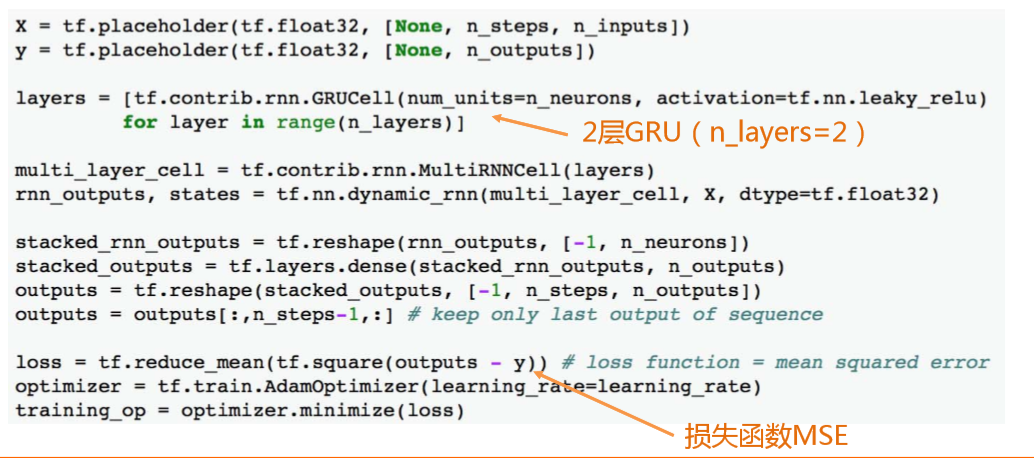 X = tf.placeholder(tf.float32, [None, n_steps, n_inputs])
y = tf.placeholder(tf.float32, [None, n_outputs])
layers = [tf.contrib.rnn.GRUCell(num_units=n_neurons, activation=tf.nn.leaky_relu)
for layer in range(n_layers)]
2层GRU（n_layers=2）
multi_layer_cell = tf.contrib.rnn.MultiRNNCell(layers)
rnn_outputs, states = tf.nn.dynamic_rnn(multi_layer_cell, X, dtype=tf.float32)
stacked_rnn_outputs = tf.reshape(rnn_outputs, [-1, n_neurons])
stacked_outputs = tf.layers.dense(stacked_rnn_outputs, n_outputs)
outputs = tf.reshape(stacked_outputs, [-1, n_steps, n_outputs])
outputs = outputs[:,n_steps-1,:] # keep only last output of sequence
loss = tf.reduce_mean(tf.square(outputs - y)) # loss function = mean squared error
optimizer = tf.train.AdamOptimizer(learning_rate=learning_rate)
training_op = optimizer.minimize(loss)
损失函数MSE